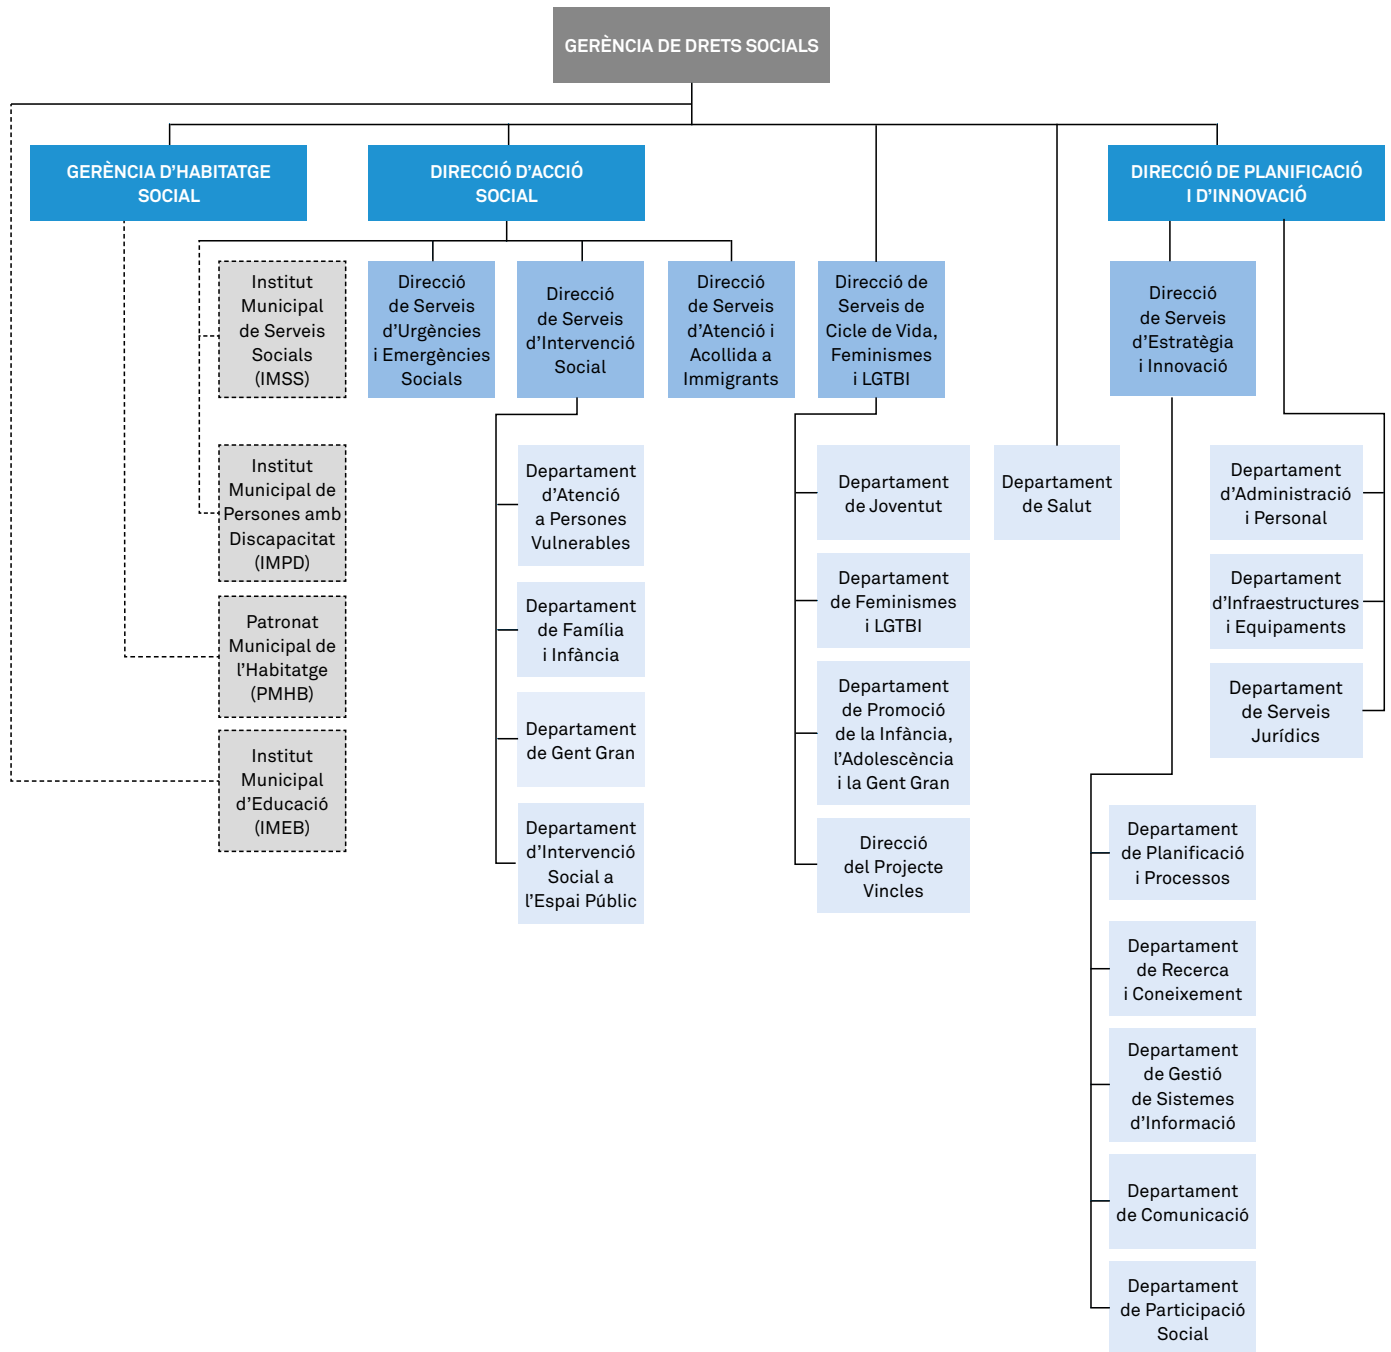 GERÈNCIA DE DRETS SOCIALS
GERÈNCIA D’HABITATGE
SOCIAL
DIRECCIÓ D’ACCIÓ
SOCIAL
DIRECCIÓ DE PLANIFICACIÓ
I D’INNOVACIÓ
Institut
Municipal
de Serveis
Socials
(IMSS)
Direcció
de Serveis
d’Urgències
i Emergències
Socials
Direcció
de Serveis
d’Intervenció
Social
Direcció
de Serveis
d’Atenció i
Acollida a
Immigrants
Direcció de
Serveis de
Cicle de Vida,
Feminismes
i LGTBI
Direcció
de Serveis
d’Estratègia
i Innovació
Institut
Municipal de
Persones amb
Discapacitat
(IMPD)
Patronat
Municipal de
l’Habitatge
(PMHB)
Institut
Municipal
d’Educació
(IMEB)
Departament
d’Atenció
a Persones
Vulnerables
Departament
de Família
i Infància
Departament
de Gent Gran
Departament
d’Intervenció
Social a
l’Espai Públic
Departament
de Joventut
Departament
de Feminismes
i LGTBI
Departament
de Promoció
de la Infància,
l’Adolescència
i la Gent Gran
Direcció
del Projecte
Vincles
Departament
de Salut
Departament
d’Administració
i Personal
Departament
d’Infraestructures
i Equipaments
Departament
de Serveis
Jurídics
Departament
de Planificació
i Processos
Departament
de Recerca
i Coneixement
Departament
de Gestió
de Sistemes
d’Informació
Departament
de Comunicació
Departament
de Participació
Social